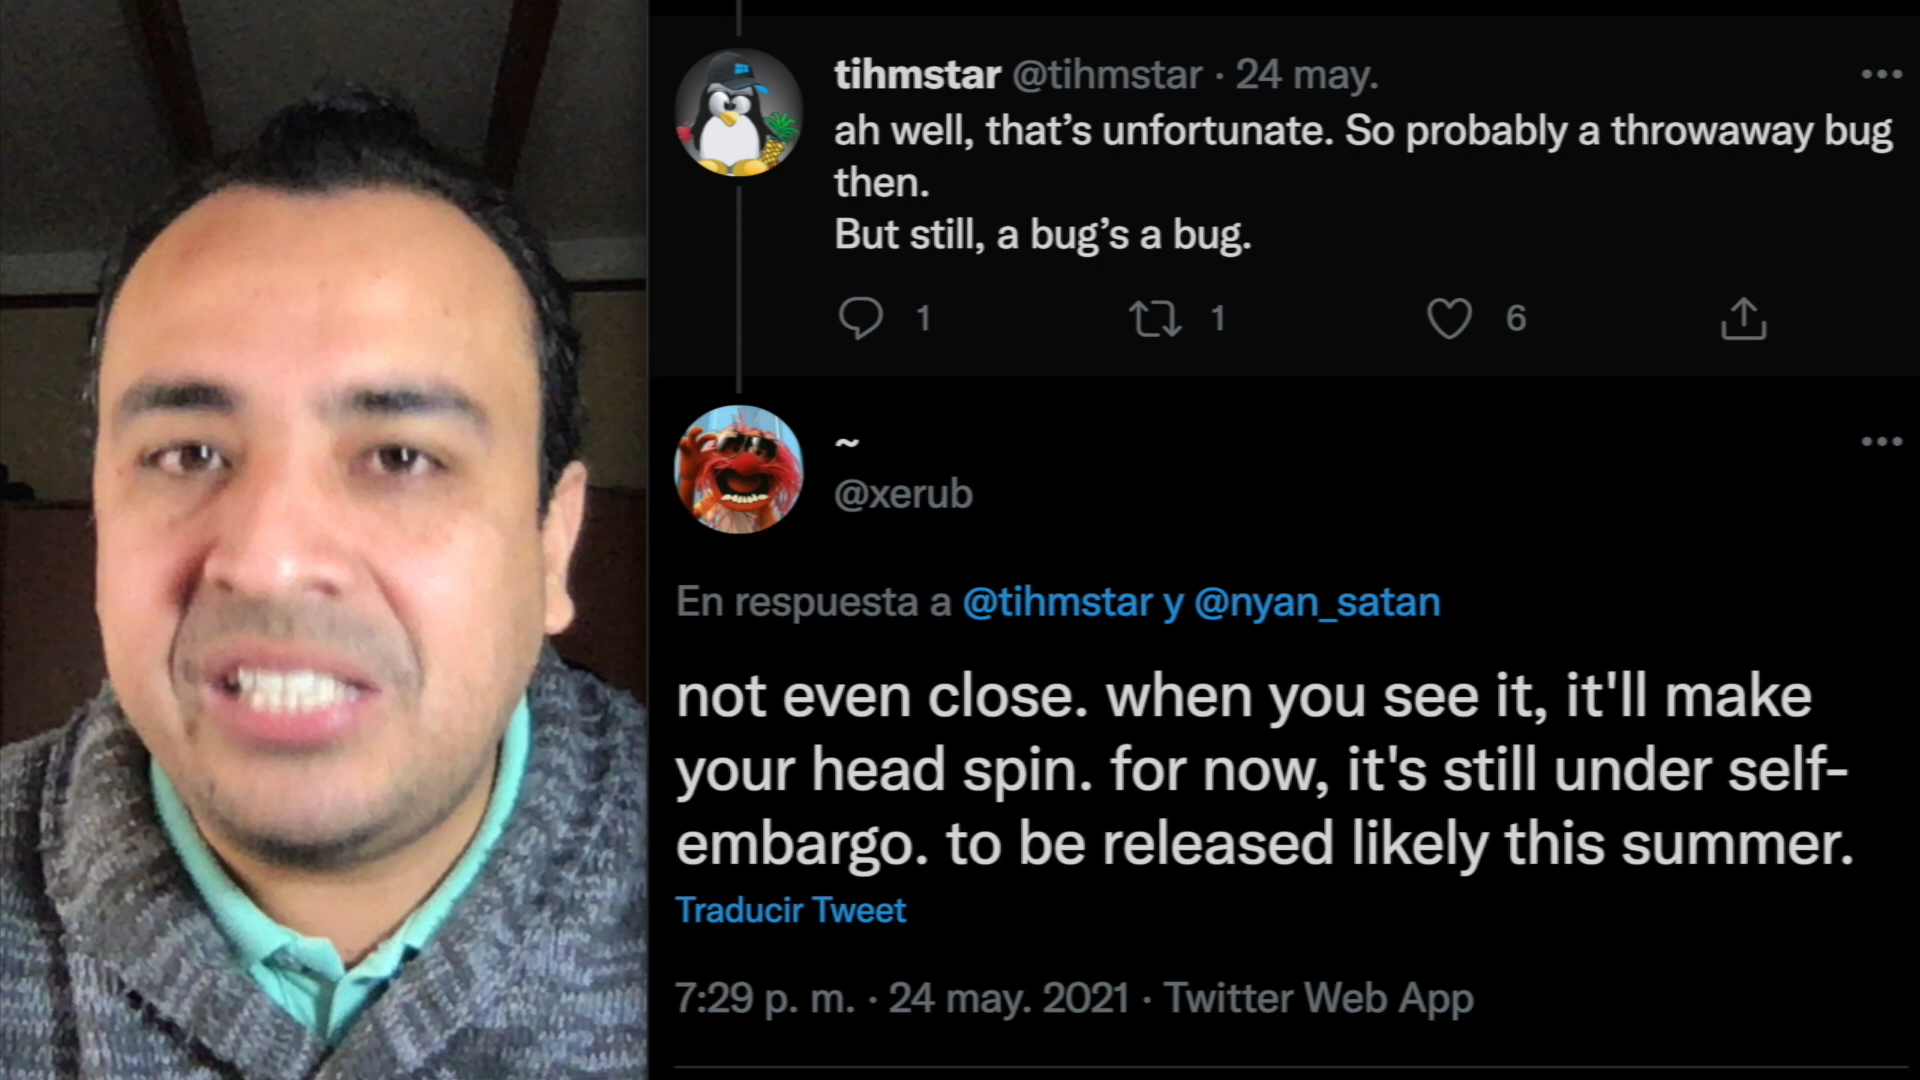 tihmstar @tihmstar · 24 may.
ah well, that’s unfortunate. So probably a throwaway bug
then.
But still, a bug’s a bug.
1 1 6
~
@xerub
En respuesta a @tihmstar y @nyan_satan
not even close. when you see it, it'll make
your head spin. for now, it's still under self-
embargo. to be released likely this summer.
Traducir Tweet
7:29 p. m. · 24 may. 2021 · Twitter Web App